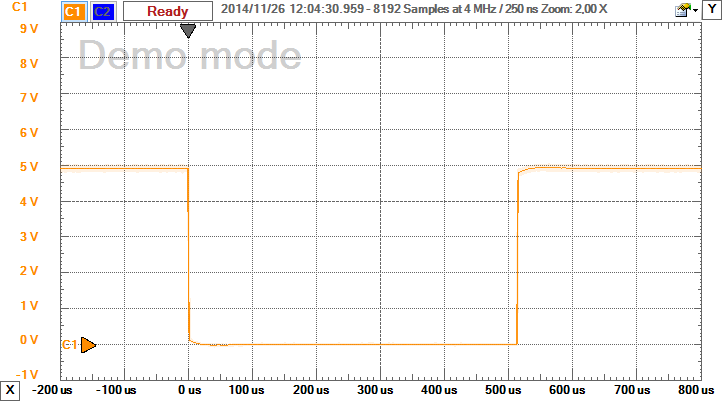 C1
C1 C2 Ready 2014/11/26 12:04:30.959 - 8192 Samples at 4 MHz / 250 ns Zoom: 2,00 X Y
Demo mode
9 V
8 V
7 V
6 V
5 V
4 V
3 V
2 V
1 V
0 V
C1
-1 V
X
-200 us -100 us 0 us 100 us 200 us 300 us 400 us 500 us 600 us 700 us 800 us